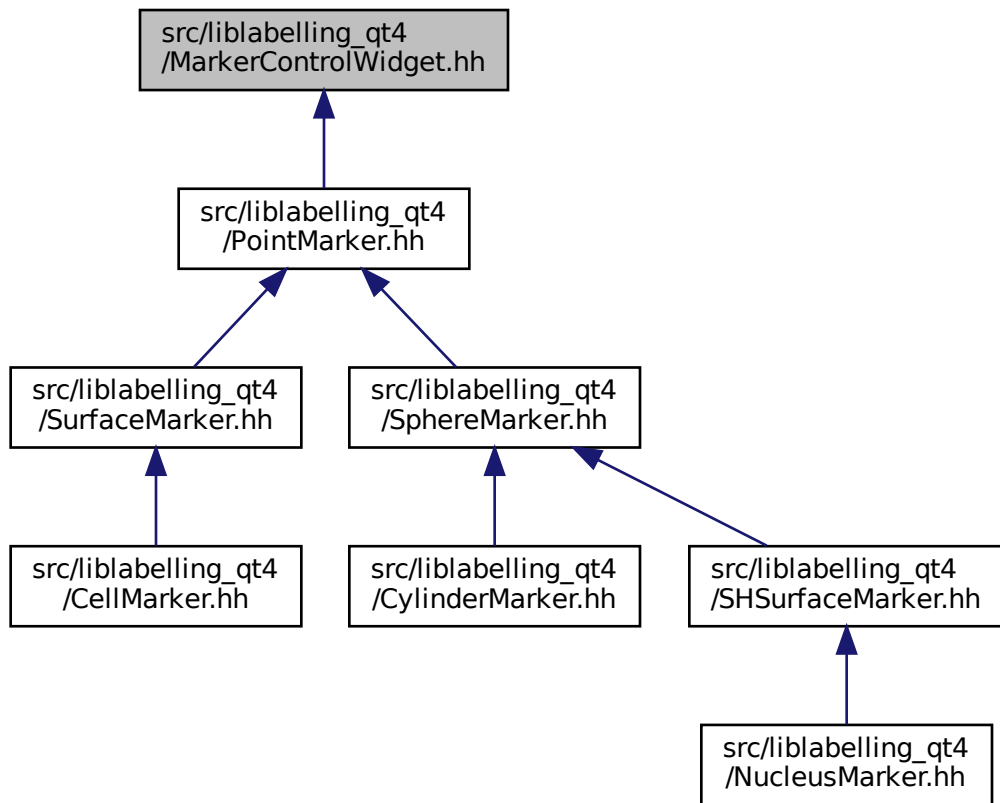 src/liblabelling_qt4
/MarkerControlWidget.hh
src/liblabelling_qt4
/PointMarker.hh
src/liblabelling_qt4
/SurfaceMarker.hh
src/liblabelling_qt4
/SphereMarker.hh
src/liblabelling_qt4
/CellMarker.hh
src/liblabelling_qt4
/CylinderMarker.hh
src/liblabelling_qt4
/SHSurfaceMarker.hh
src/liblabelling_qt4
/NucleusMarker.hh